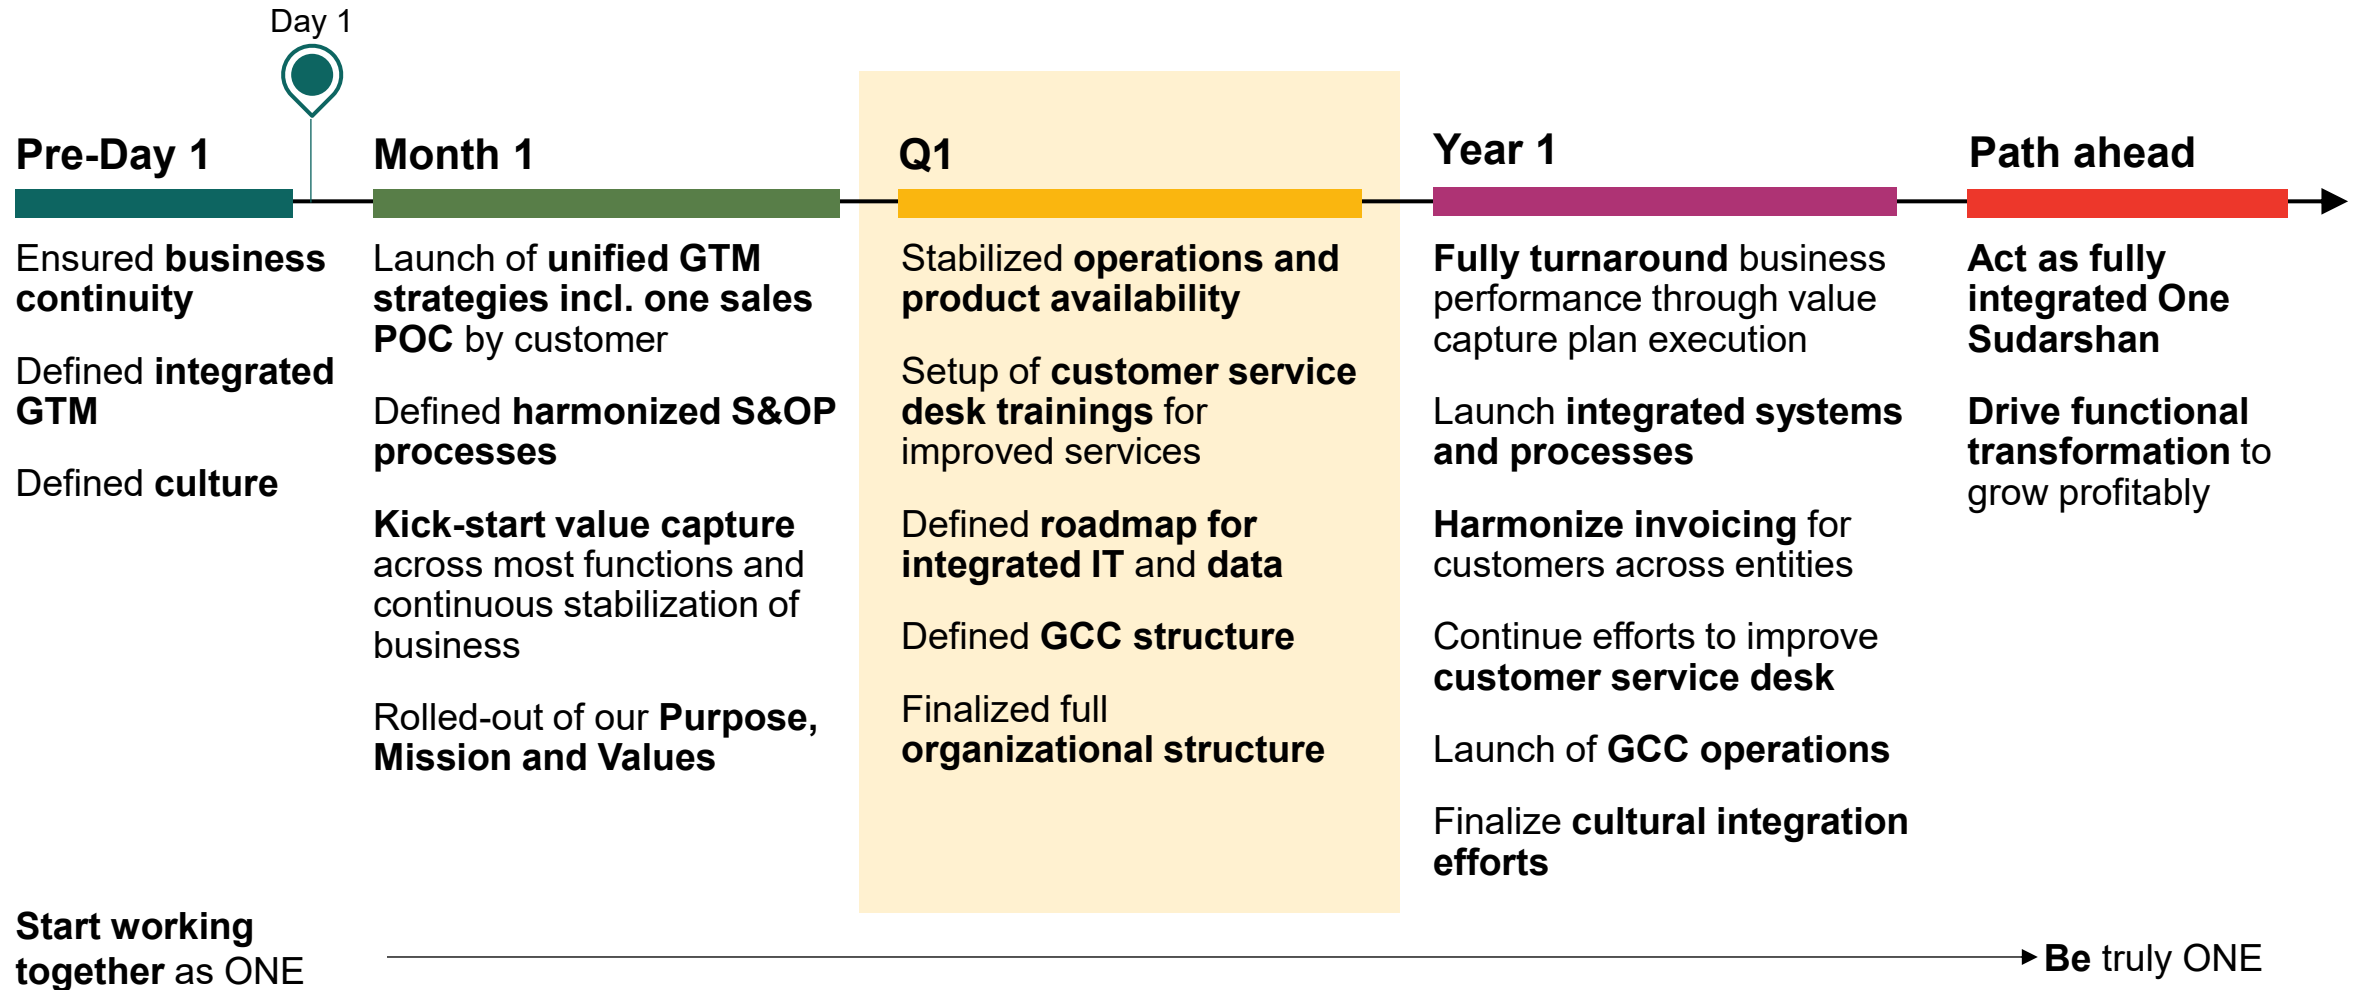 Day 1
Pre-Day 1
Ensured business
continuity
Defined integrated
GTM
Defined culture
Month 1
Launch of unified GTM
strategies incl. one sales
POC by customer
Defined harmonized S&OP
processes
Kick-start value capture
across most functions and
continuous stabilization of
business
Rolled-out of our Purpose,
Mission and Values
Q1
Stabilized operations and
product availability
Setup of customer service
desk trainings for
improved services
Defined roadmap for
integrated IT and data
Defined GCC structure
Finalized full
organizational structure
Year 1
Fully turnaround business
performance through value
capture plan execution
Launch integrated systems
and processes
Harmonize invoicing for
customers across entities
Continue efforts to improve
customer service desk
Launch of GCC operations
Finalize cultural integration
efforts
Path ahead
Act as fully
integrated One
Sudarshan
Drive functional
transformation to
grow profitably
Start working
together as ONE
Be truly ONE